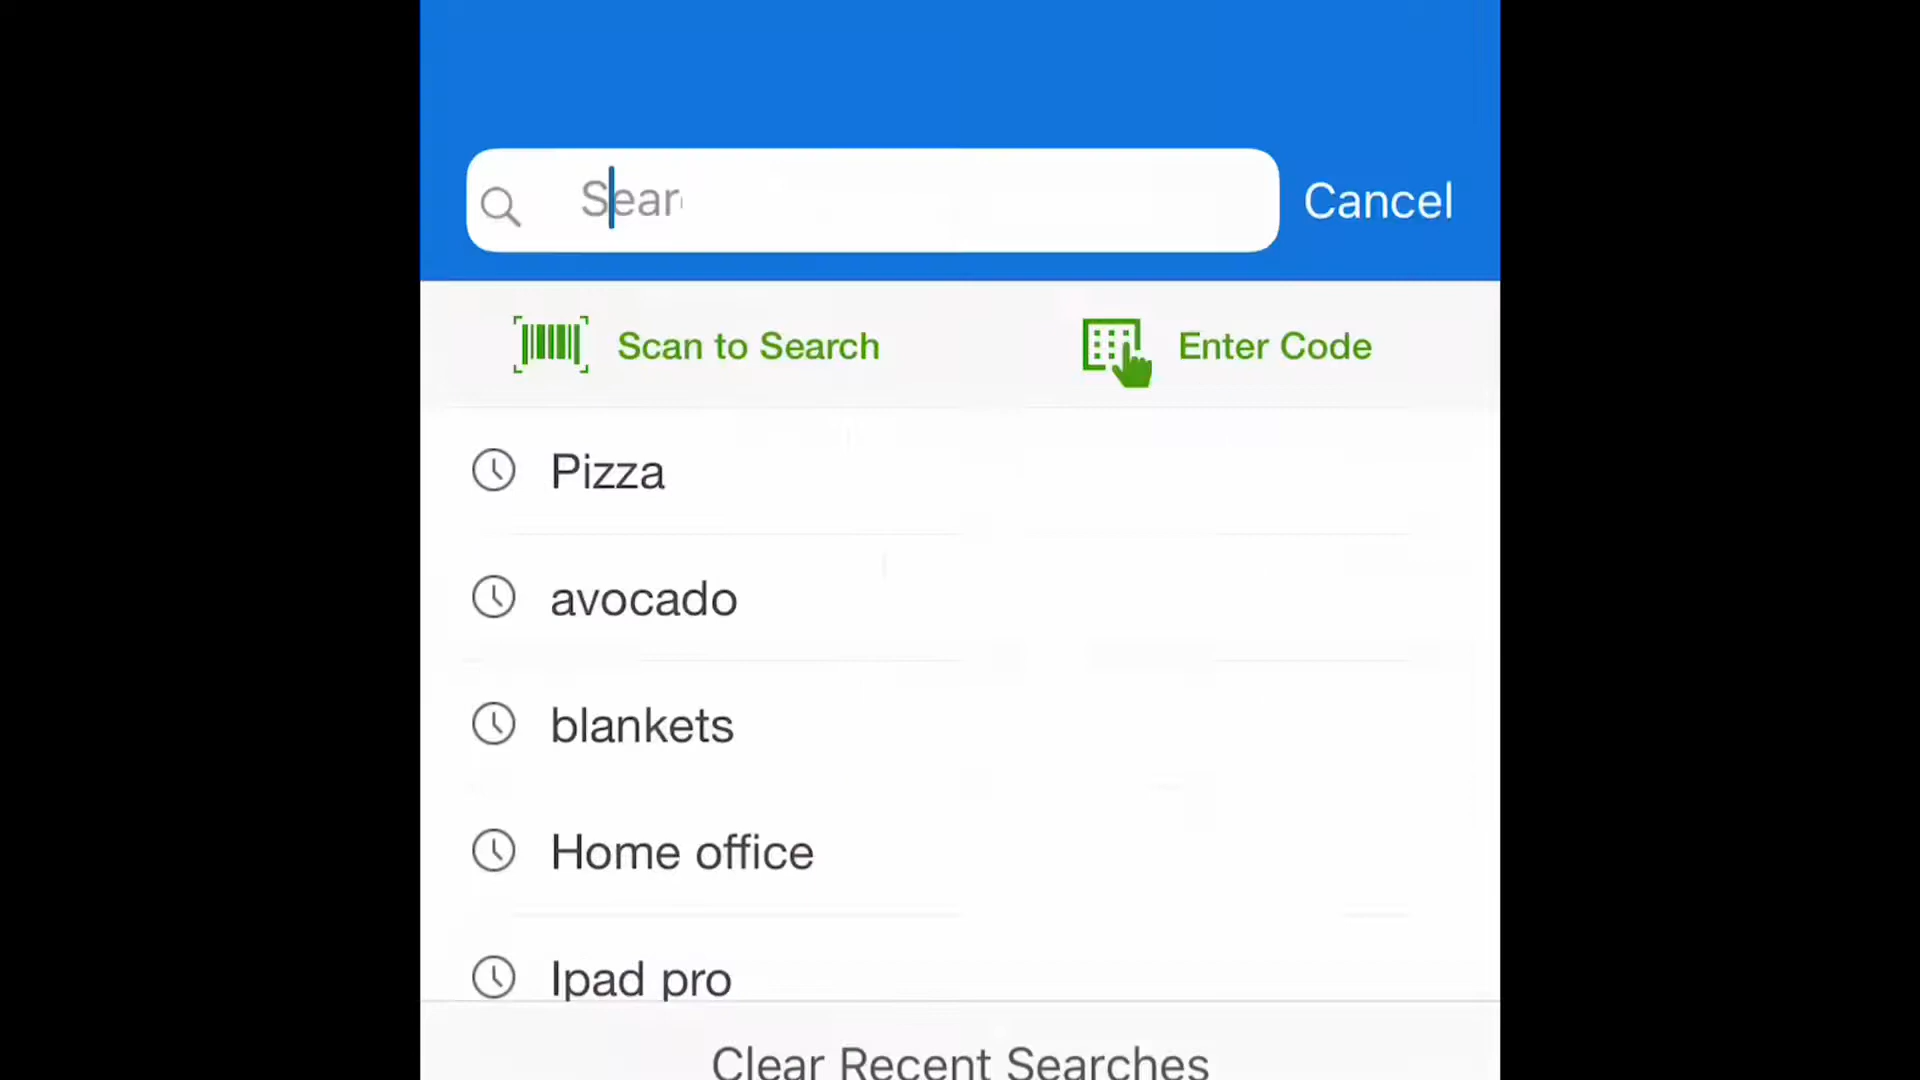 Sear
Cancel
Scan to Search
Enter Code
Pizza
avocado
blankets
Home office
Ipad pro
Clear Recent Searches